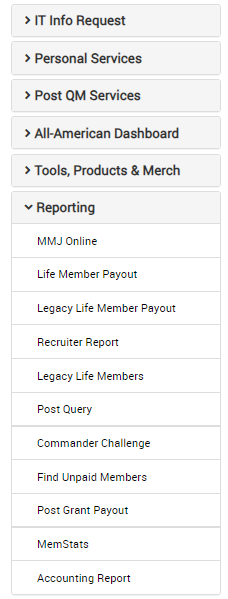 IT Info Request
Personal Services
Post QM Services
All-American Dashboard
Tools, Products & Merch
Reporting
MMJ Online
Life Member Payout
Legacy Life Member Payout
Recruiter Report
Legacy Life Members
Post Query
Commander Challenge
Find Unpaid Members
Post Grant Payout
MemStats
Accounting Report